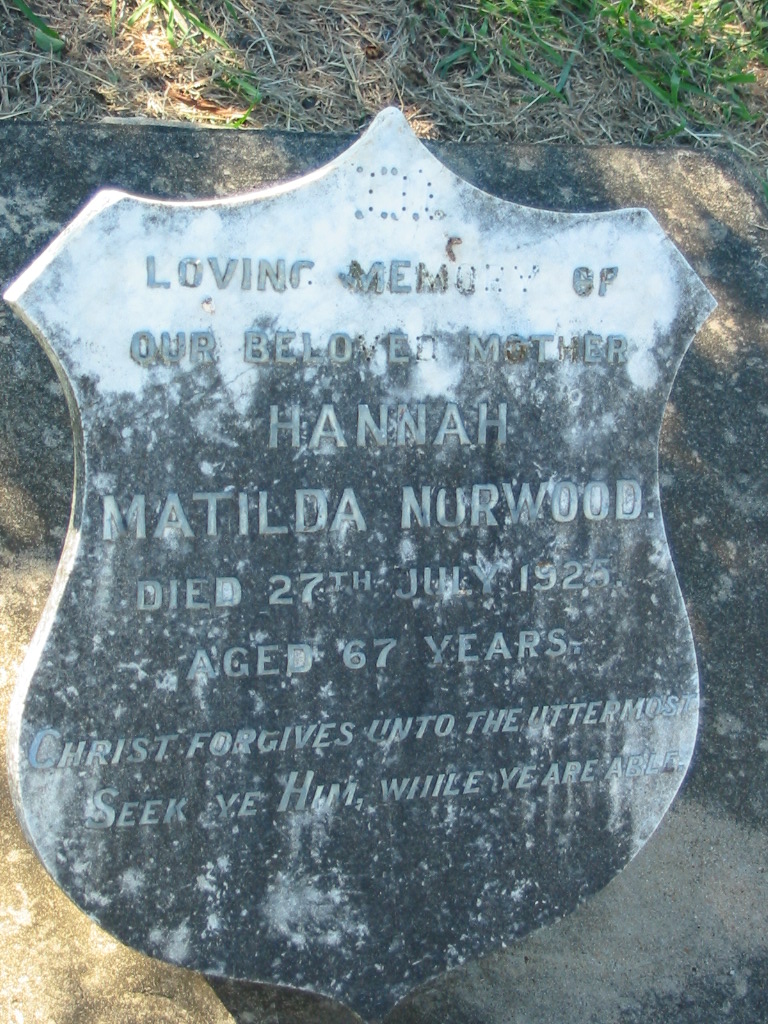 LOVING MEMORY OF
OUR BELOVED MOTHER
HANNAH
MATILDA NORWOOD.
DIED 27TH JULY 1925.
AGED 67 YEARS.
CHRIST FORGIVES UNTO THE UTTERMOST
SEEK YE HIM, WHILE YE ARE ABLE.